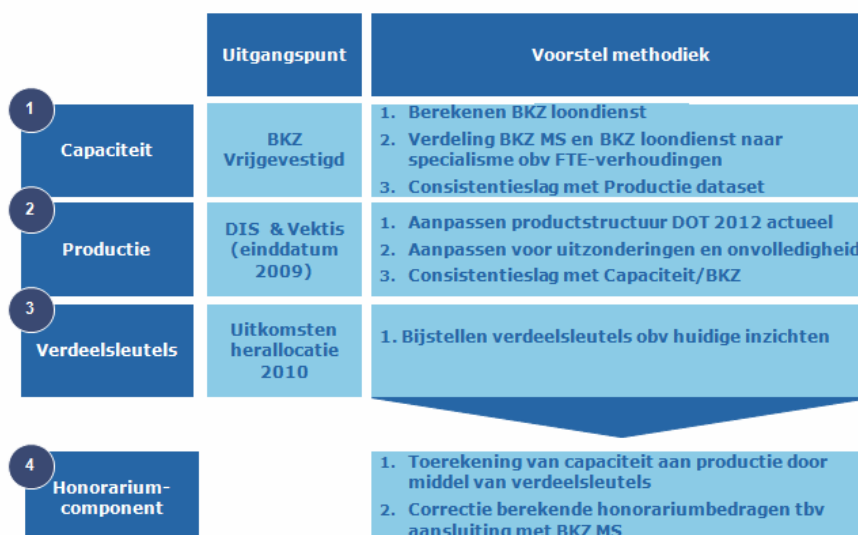 Uitgangspunt
Voorstel methodiek
1
Capaciteit
BKZ
Vrijgevestigd
1. Berekenen BKZ loondienst
2. Verdeling BKZ MS en BKZ loondienst naar
specialisme obv FTE-verhoudingen
3. Consistentieslag met Productie dataset
2
Productie
DIS & Vektis
(einddatum
2009)
1. Aanpassen productstructuur DOT 2012 actueel
2. Aanpassen voor uitzonderingen en onvolledigheid
3. Consistentieslag met Capaciteit/BKZ
3
Verdeelsleutels
Uitkomsten
herallocatie
2010
1. Bijstellen verdeelsleutels obv huidige inzichten
4
Honorarium-
component
1. Toerekening van capaciteit aan productie door
middel van verdeelsleutels
2. Correctie berekende honorariumbedragen tbv
aansluiting met BKZ MS